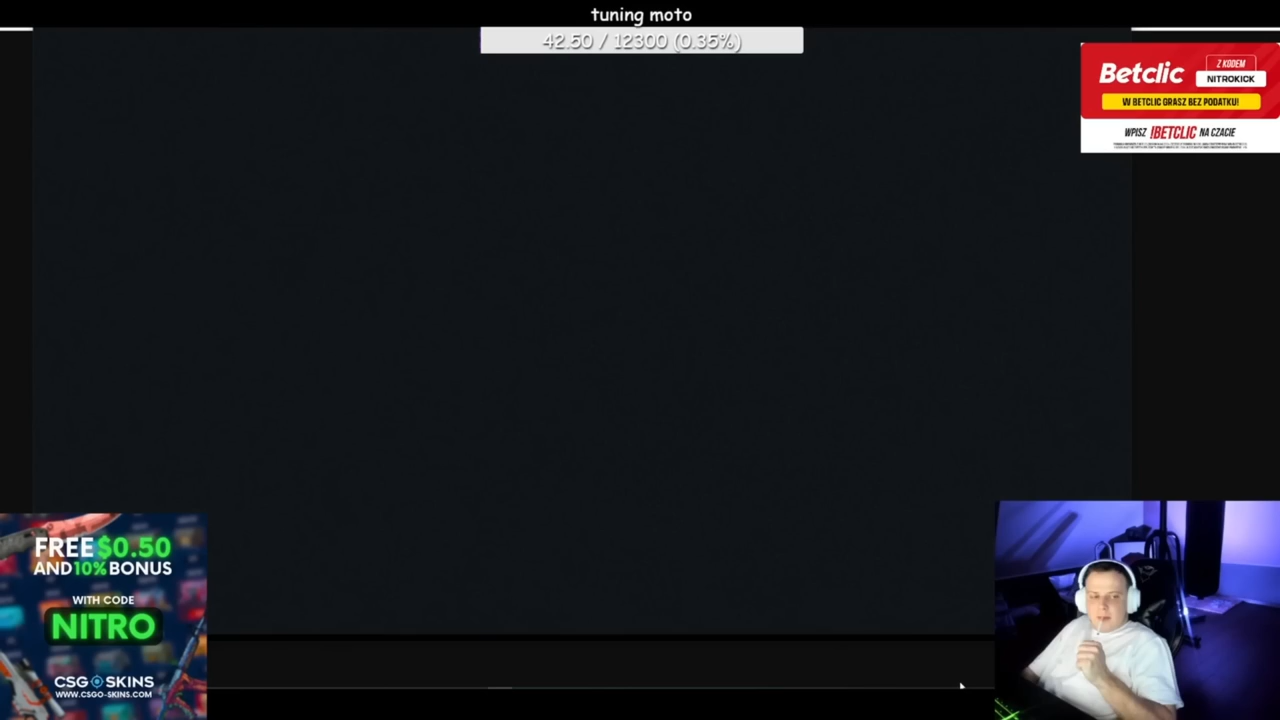 tuning moto
42.50 / 12300 (0.35%)
Betclic
Z KODEM
NITROKICK
W BETCLIC GRASZ BEZ PODATKU!
WPISZ !BETCLIC NA CZACIE
FREE $0.50
AND 10% BONUS
WITH CODE
NITRO
CSGO SKINS
WWW.CSGO-SKINS.COM